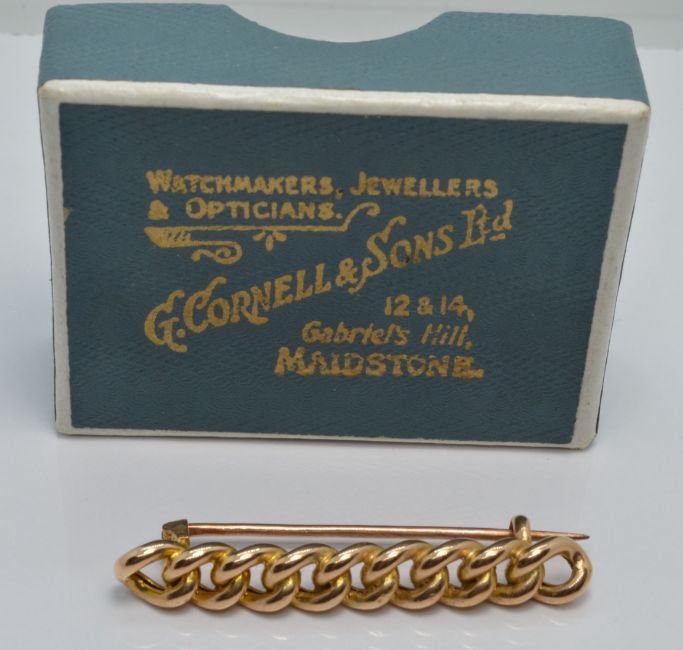 WATCHMAKERS, JEWELLERS
& OPTICIANS.
G. CORNELL & SONS Ltd
12 & 14,
Gabriel's Hill,
MAIDSTONE.